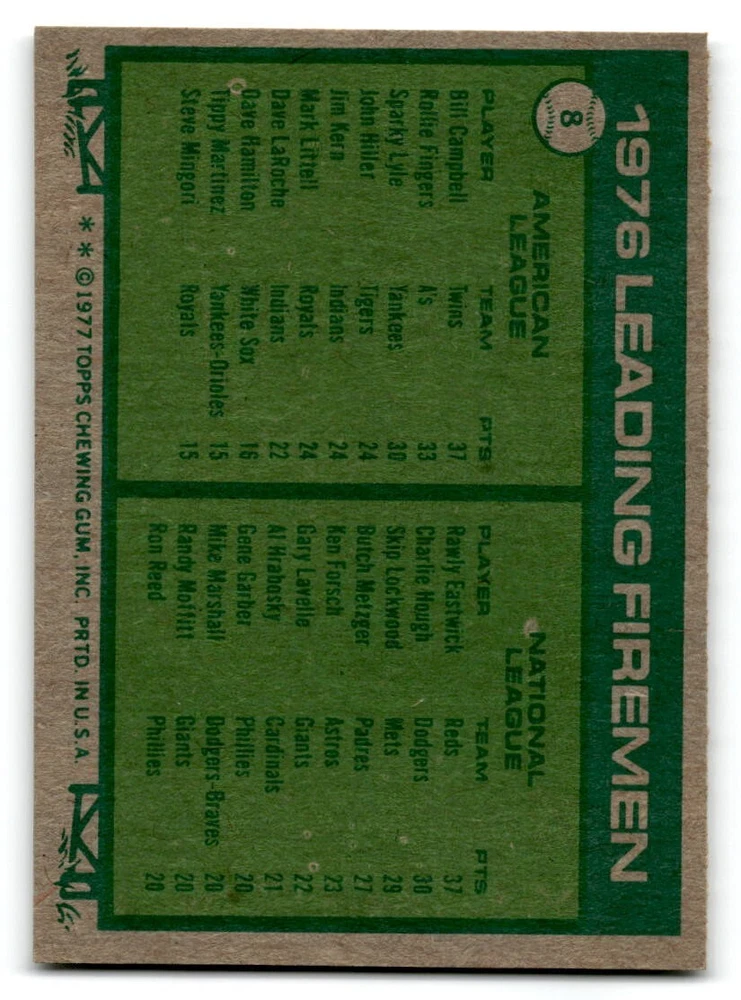 8
1976 LEADING FIREMEN
AMERICAN
LEAGUE
PLAYER TEAM PTS
Bill Campbell Twins 37
Rollie Fingers A's 33
Sparky Lyle Yankees 30
John Hiller Tigers 24
Jim Kern Indians 24
Mark Littell Royals 24
Dave LaRoche Indians 22
Dave Hamilton White Sox 16
Tippy Martinez Yankees-Orioles 15
Steve Mingori Royals 15
NATIONAL
LEAGUE
PLAYER TEAM PTS
Rawly Eastwick Reds 37
Charlie Hough Dodgers 30
Skip Lockwood Mets 29
Butch Metzger Padres 27
Ken Forsch Astros 23
Gary Lavelle Giants 22
Al Hrabosky Cardinals 21
Gene Garber Phillies 20
Mike Marshall Dodgers-Braves 20
Randy Moffitt Giants 20
Ron Reed Phillies 20
* * ©1977 TOPPS CHEWING GUM, INC. PRTD. IN U.S.A.